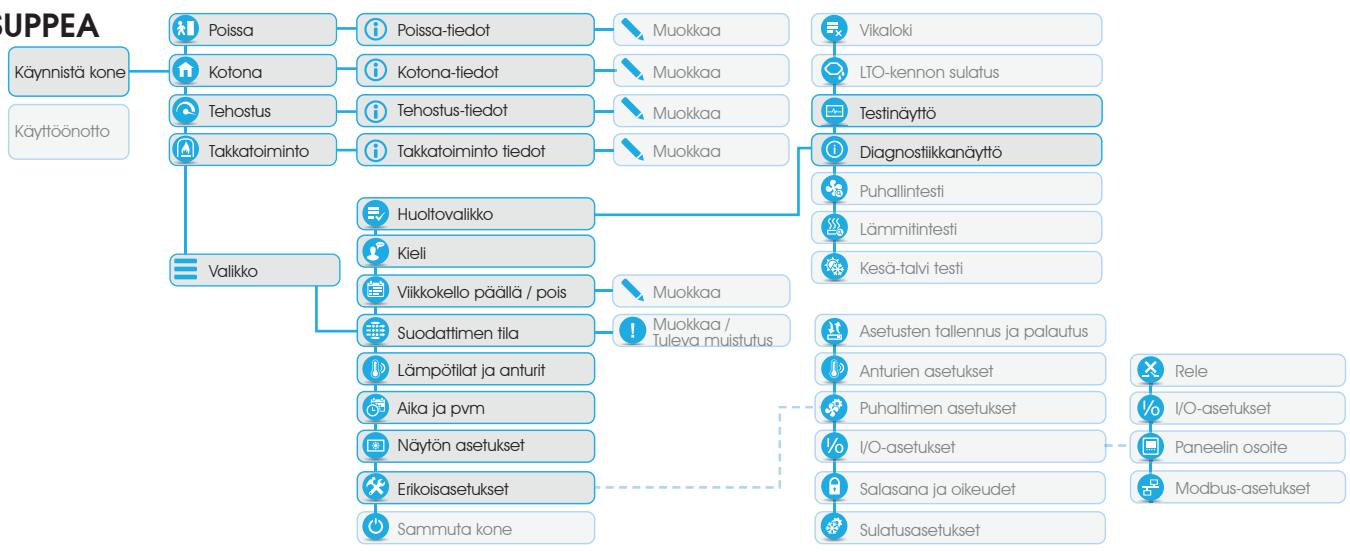 SUPPEA
Käynnistä kone
Käyttöönotto
Poissa
Poissa-tiedot
Muokkaa
Kotona
Kotona-tiedot
Muokkaa
Tehostus
Tehostus-tiedot
Muokkaa
Takkatoiminto
Takkatoiminto tiedot
Muokkaa
Valikko
Huoltovalikko
Kieli
Viikkokello päällä / pois
Muokkaa
Suodattimen tila
Muokkaa /
Tuleva muistutus
Lämpötilat ja anturit
Aika ja pvm
Näytön asetukset
Erikoisasetukset
Sammuta kone
Vikaloki
LTO-kennon sulatus
Testinäyttö
Diagnostiikkanäyttö
Puhallintesti
Lämmitintesti
Kesä-talvi testi
Asetusten tallennus ja palautus
Anturien asetukset
Puhaltimen asetukset
I/O I/O-asetukset
Salasana ja oikeudet
Sulatusasetukset
Rele
I/O I/O-asetukset
Paneelin osoite
Modbus-asetukset